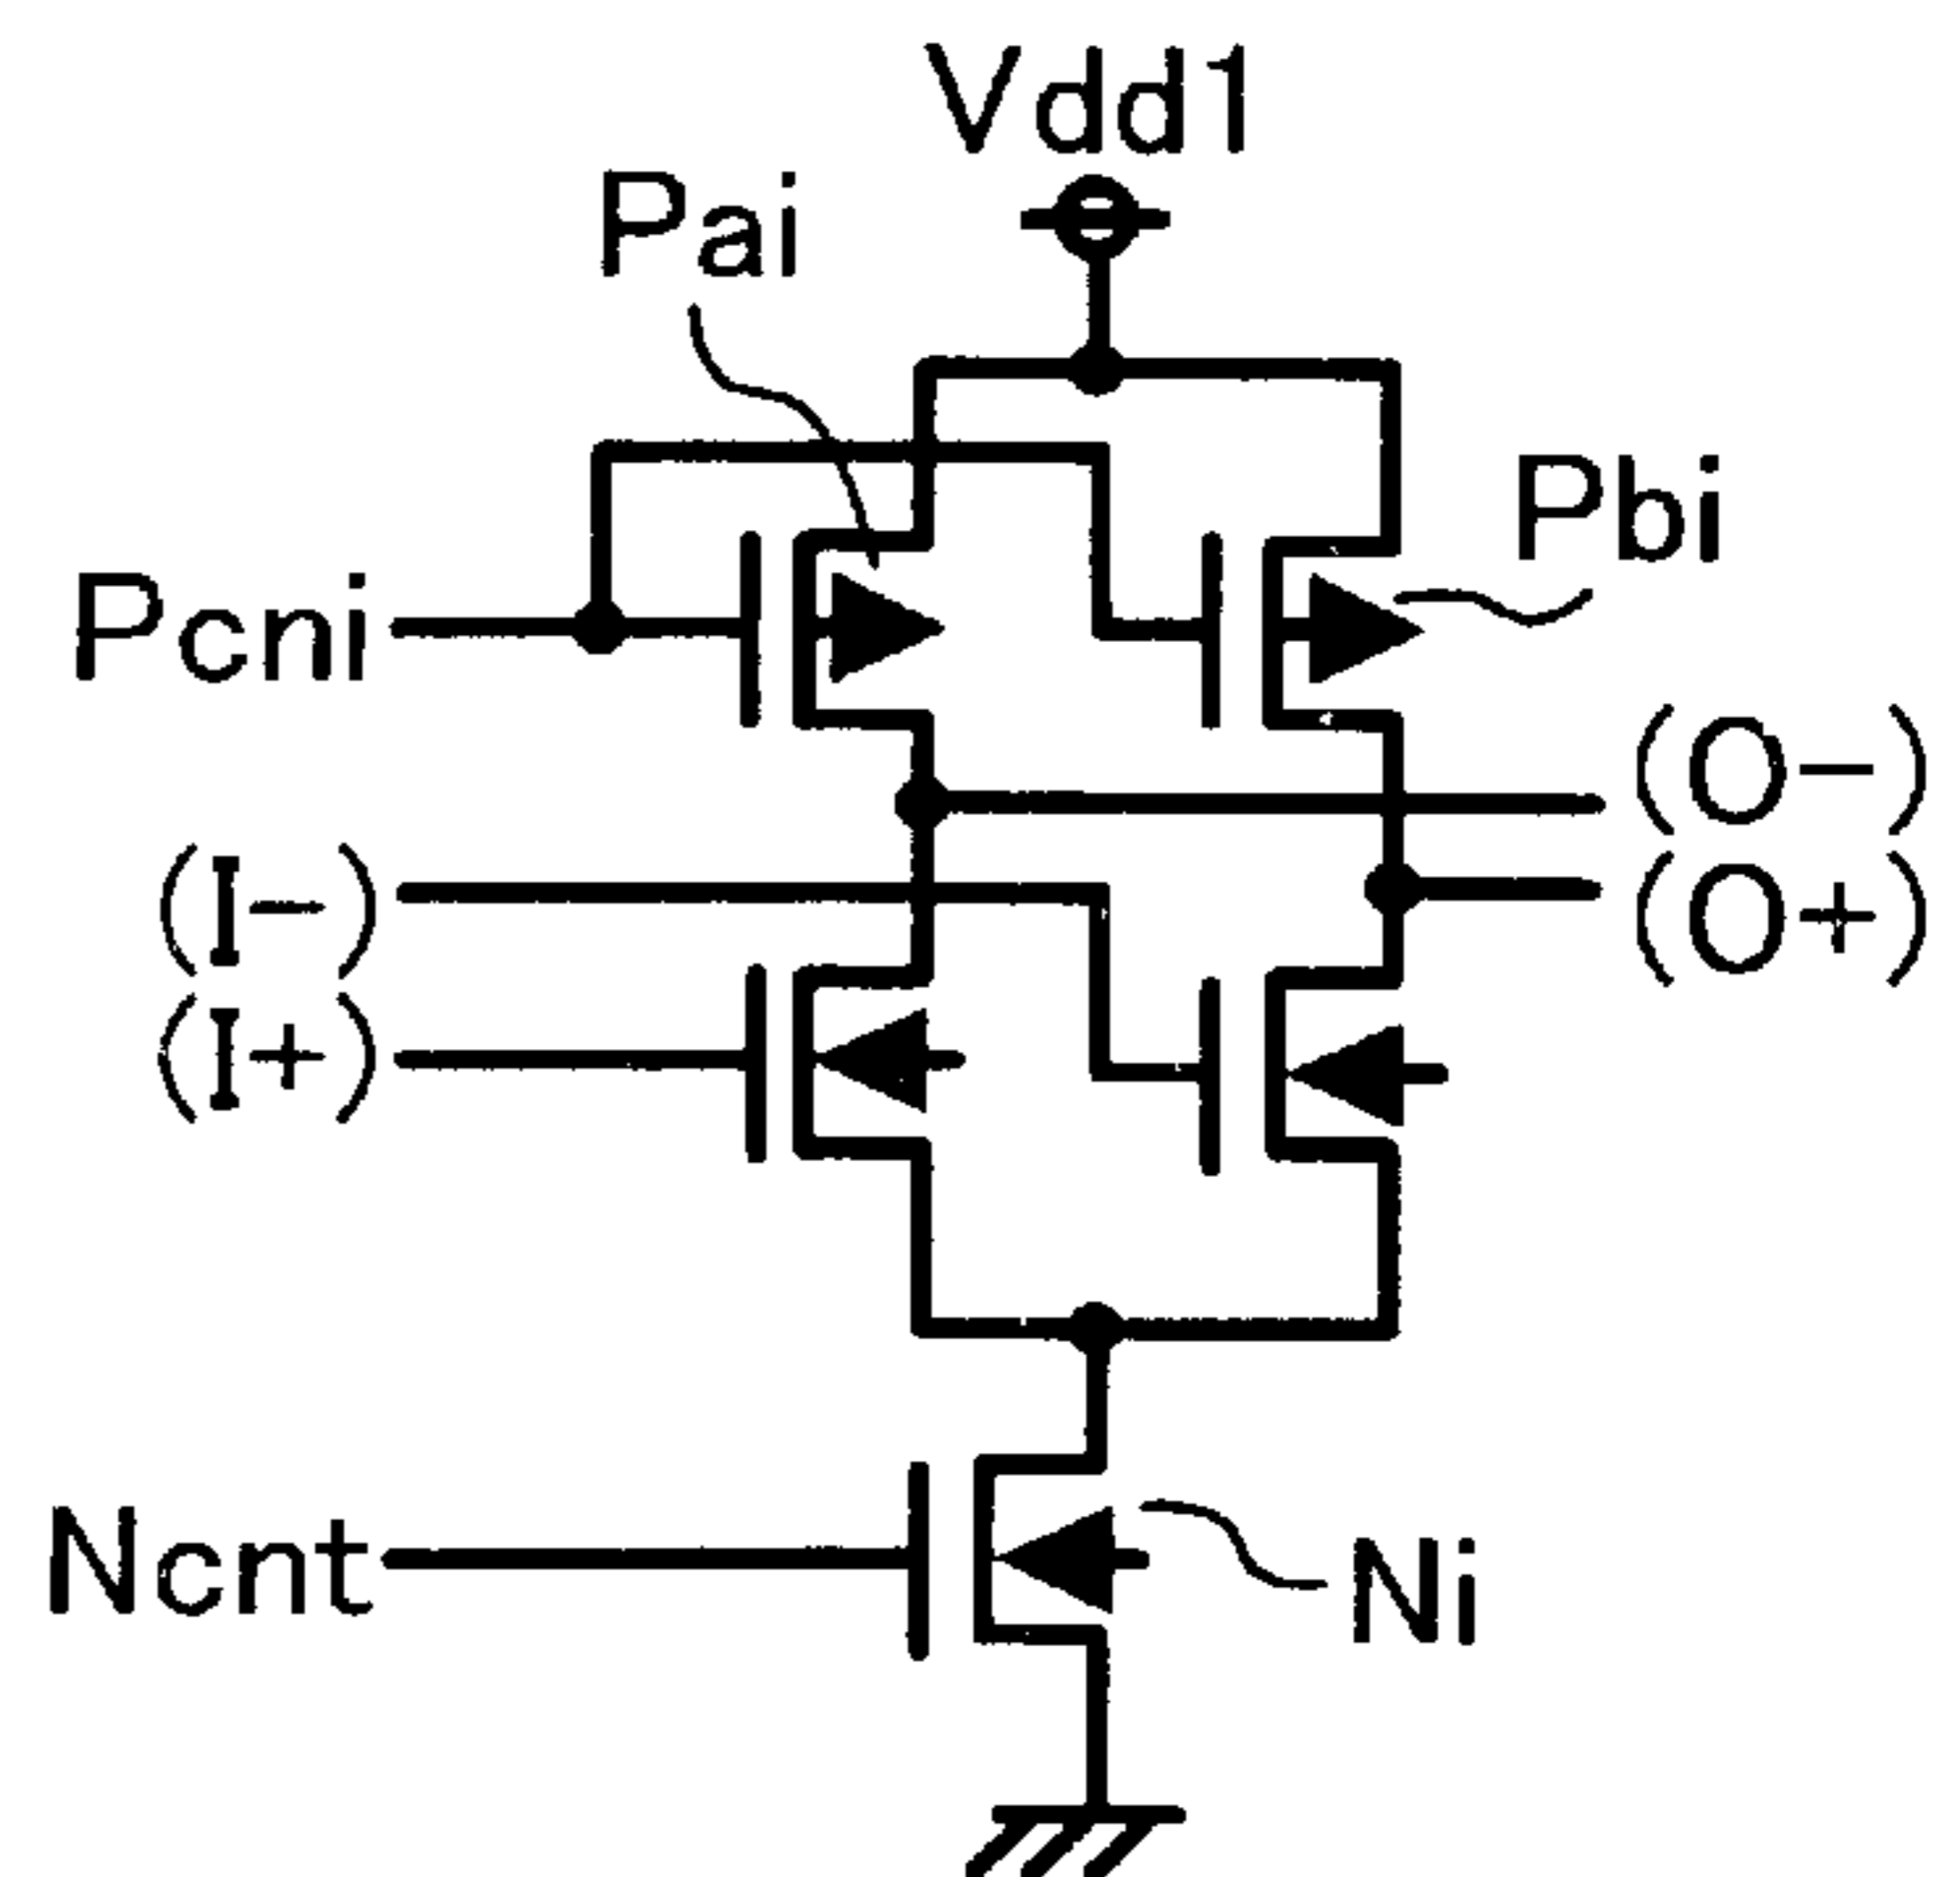 Vdd1
Pai
Pbi
Pcni
(O−)
(I−)
(O+)
(I+)
Ncnt
Ni